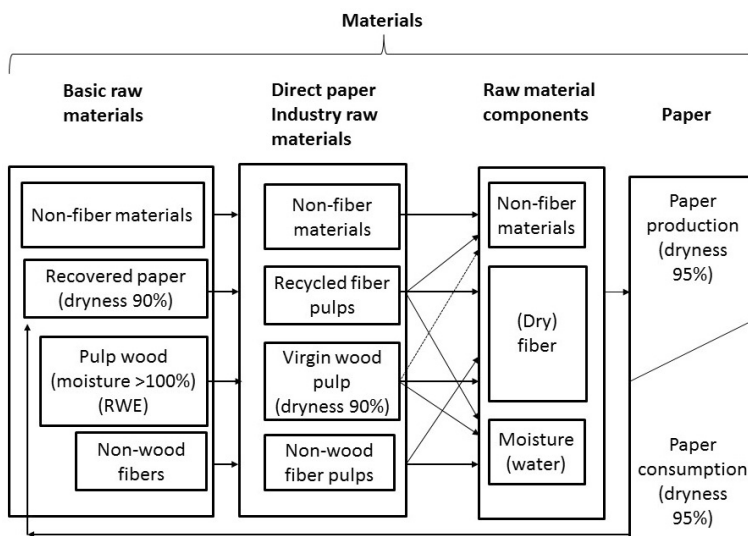 Materials
Basic raw
materials
Direct paper
Industry raw
materials
Raw material
components
Paper
Non-fiber materials
Recovered paper
(dryness 90%)
Pulp wood
(moisture >100%)
(RWE)
Non-wood
fibers
Non-fiber
materials
Recycled fiber
pulps
Virgin wood
pulp
(dryness 90%)
Non-wood
fiber pulps
Non-fiber
materials
(Dry)
fiber
Moisture
(water)
Paper
production
(dryness
95%)
Paper
consumption
(dryness
95%)